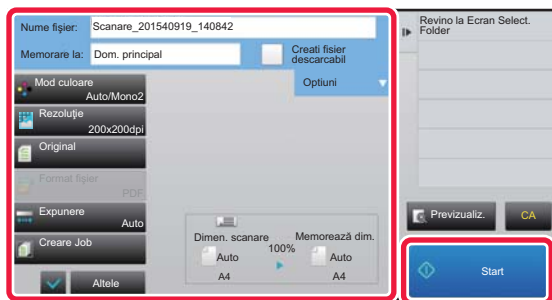 Nume fișier:
Scanare_201540919_140842
Memorare la:
Dom. principal
Creati fisier
descarcabil
Optiuni
Mod culoare
Auto/Mono2
Rezoluţie
200x200dpi
Original
Format fișier
PDF
Expunere
Auto
Creare Job
Altele
Dimen. scanare
Auto
A4
100%
Memorează dim.
Auto
A4
Revino la Ecran Select.
Folder
Previzualiz.
CA
Start